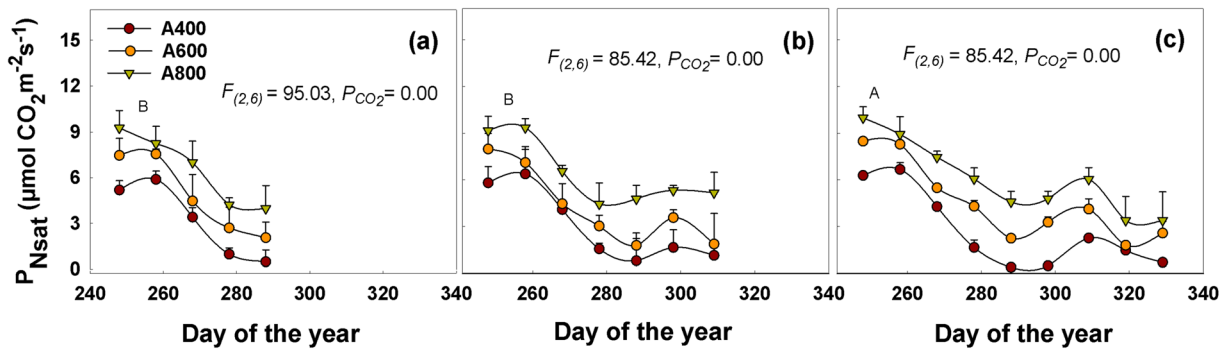 P_Nsat (µmol CO₂m⁻²s⁻¹)
15
12
9
6
3
0
A400
A600
A800
(a)
B
F(2,6) = 95.03, PCO2= 0.00
240 260 280 300 320 340
Day of the year
(b)
F(2,6) = 85.42, PCO2= 0.00
B
240 260 280 300 320 340
Day of the year
(c)
F(2,6) = 85.42, PCO2= 0.00
A
240 260 280 300 320 340
Day of the year